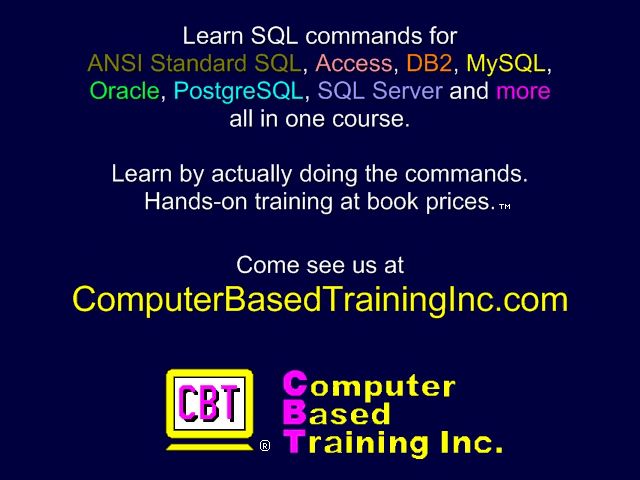 Learn SQL commands for
ANSI Standard SQL, Access, DB2, MySQL,
Oracle, PostgreSQL, SQL Server and more
all in one course.
Learn by actually doing the commands.
Hands-on training at book prices.™
Come see us at
ComputerBasedTrainingInc.com
CBT ®
Computer
Based
Training Inc.